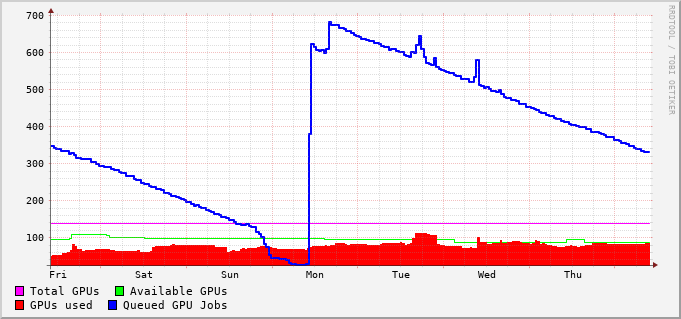 700
600
500
400
300
200
100
Fri Sat Sun Mon Tue Wed Thu
Total GPUs Available GPUs
GPUs used Queued GPU Jobs
RRDTOOL / TOBI OETIKER